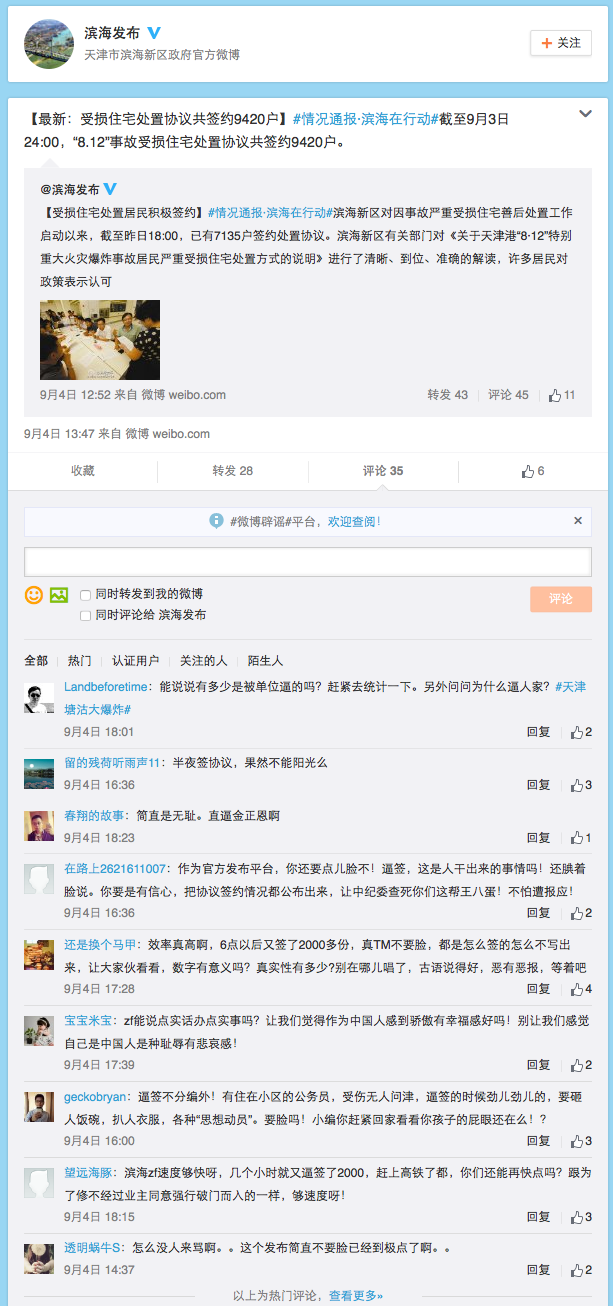 滨海发布
天津市滨海新区政府官方微博
+ 关注
【最新：受损住宅处置协议共签约9420户】#情况通报·滨海在行动#截至9月3日
24:00，“8.12”事故受损住宅处置协议共签约9420户。
@滨海发布
【受损住宅处置居民积极签约】#情况通报·滨海在行动#滨海新区对因事故严重受损住宅善后处置工作
启动以来，截至昨日18:00，已有7135户签约处置协议。滨海新区有关部门对《关于天津港“8·12”特别
重大火灾爆炸事故居民严重受损住宅处置方式的说明》进行了清晰、到位、准确的解读，许多居民对
政策表示认可
9月4日 12:52 来自 微博 weibo.com 转发 43 评论 45 11
9月4日 13:47 来自 微博 weibo.com
收藏 转发 28 评论 35 6
#微博辟谣#平台，欢迎查阅！ ×
同时转发到我的微博 评论
同时评论给 滨海发布
全部 热门 认证用户 关注的人 陌生人
Landbeforetime：能说说有多少是被单位逼的吗？赶紧去统计一下。另外问问为什么逼人家？#天津
塘沽大爆炸#
9月4日 18:01 回复 2
留的残荷听雨声11：半夜签协议，果然不能阳光么
9月4日 16:36 回复 3
春翔的故事：简直是无耻。直逼金正恩啊
9月4日 18:23 回复 1
在路上2621611007：作为官方发布平台，你还要点儿脸不！逼签，这是人干出来的事情吗！还腆着
脸说。你要是有信心，把协议签约情况都公布出来，让中纪委查死你们这帮王八蛋！不怕遭报应！
9月4日 16:36 回复 2
还是换个马甲：效率真高啊，6点以后又签了2000多份，真TM不要脸，都是怎么签的怎么不写出
来，让大家伙看看，数字有意义吗？真实性有多少?别在哪儿唱了，古语说得好，恶有恶报，等着吧
9月4日 17:28 回复 4
宝宝米宝：zf能说点实话办点实事吗？让我们觉得作为中国人感到骄傲有幸福感好吗！别让我们感觉
自己是中国人是种耻辱有悲哀感！
9月4日 17:39 回复 2
geckobryan：逼签不分编外！有住在小区的公务员，受伤无人问津，逼签的时候劲儿劲儿的，要砸
人饭碗，扒人衣服，各种“思想动员”。要脸吗！小编你赶紧回家看看你孩子的屁眼还在么！？
9月4日 16:00 回复 3
望远海豚：滨海zf速度够快呀，几个小时就又逼签了2000，赶上高铁了都，你们还能再快点吗？跟为
了修不经过业主同意强行破门而入的一样，够速度呀！
9月4日 18:15 回复 3
透明蜗牛S：怎么没人来骂啊。。这个发布简直不要脸已经到极点了啊。。
9月4日 14:37 回复 2
以上为热门评论，查看更多»